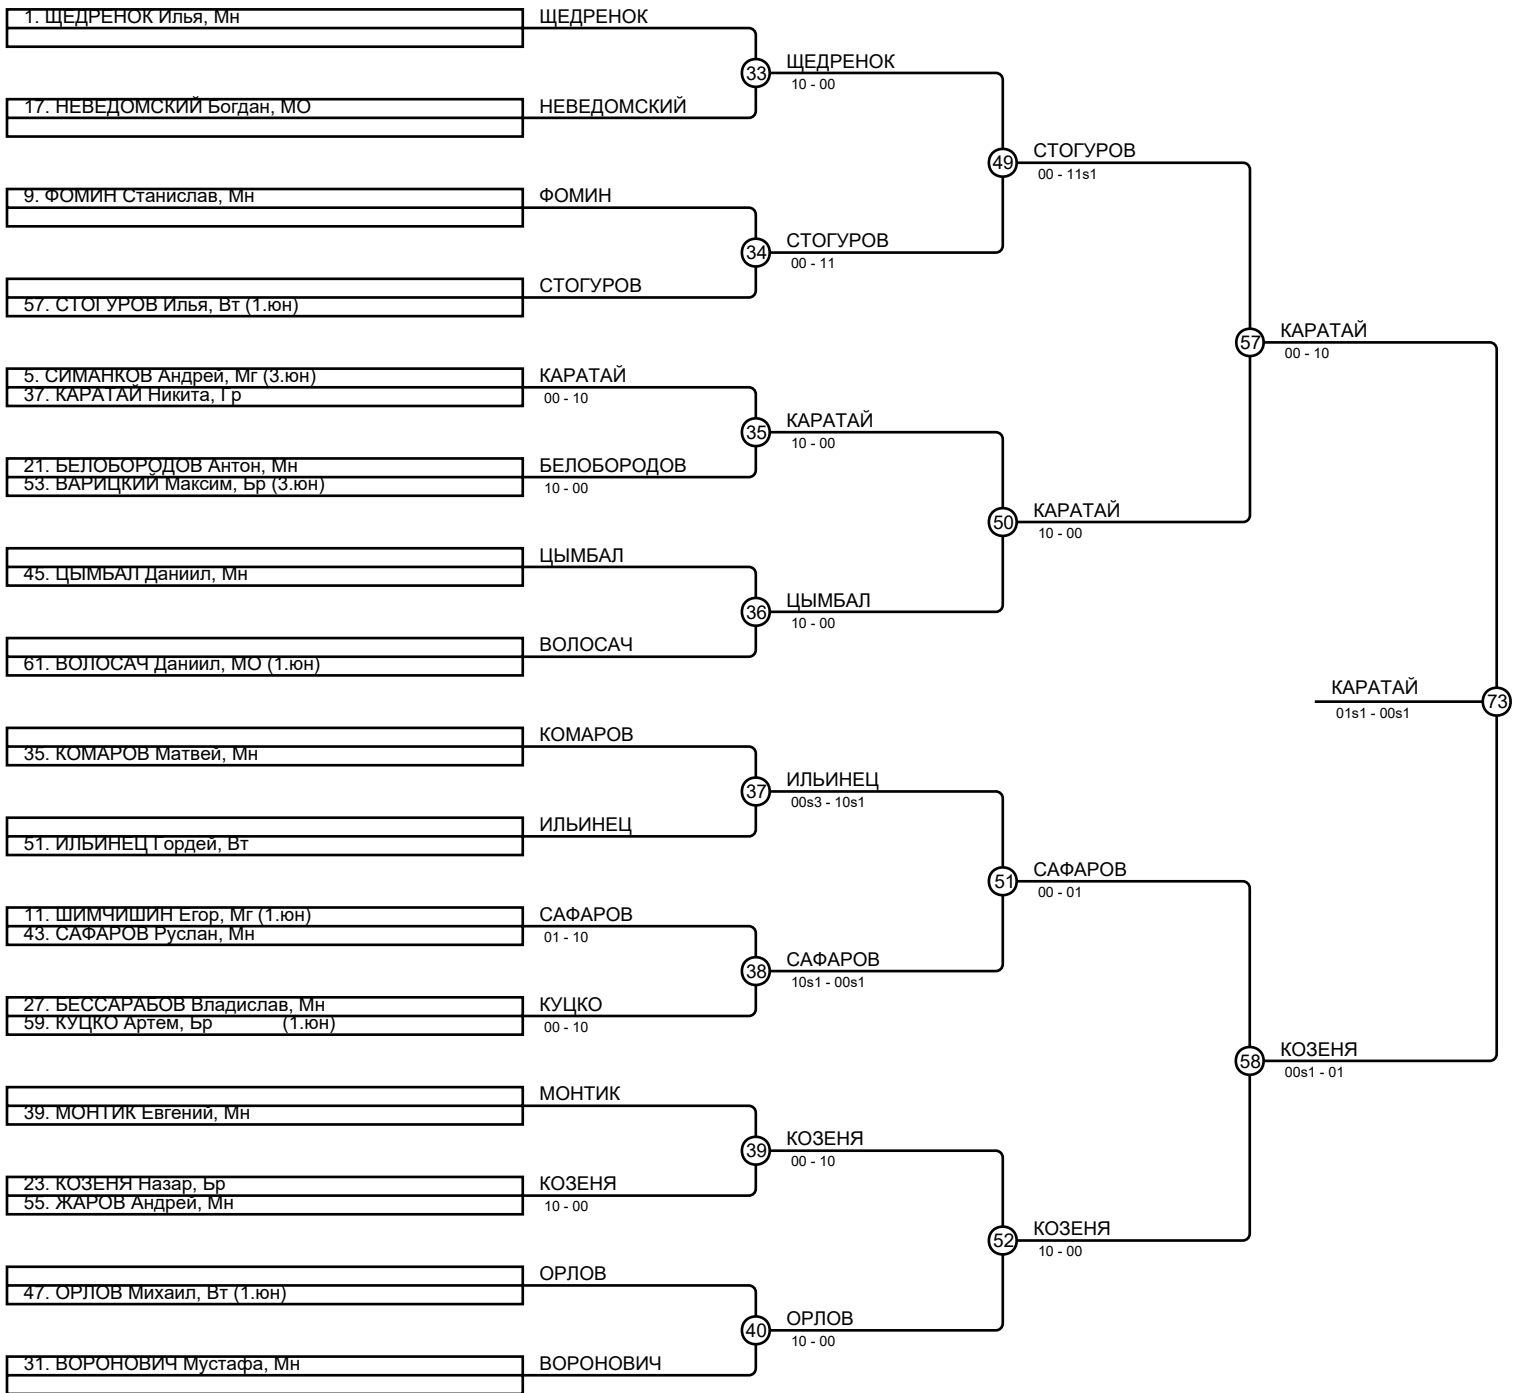 1. ЩЕДРЕНОК Илья, Мн
ЩЕДРЕНОК
33
ЩЕДРЕНОК
10 - 00
17. НЕВЕДОМСКИЙ Богдан, МО
НЕВЕДОМСКИЙ
49
СТОГУРОВ
00 - 11s1
9. ФОМИН Станислав, Мн
ФОМИН
34
СТОГУРОВ
00 - 11
СТОГУРОВ
57. СТОГУРОВ Илья, Вт (1.юн)
57
КАРАТАЙ
00 - 10
5. СИМАНКОВ Андрей, Мг (3.юн)
37. КАРАТАЙ Никита, Гр
КАРАТАЙ
00 - 10
35
КАРАТАЙ
10 - 00
21. БЕЛОБОРОДОВ Антон, Мн
53. ВАРИЦКИЙ Максим, Бр (3.юн)
БЕЛОБОРОДОВ
10 - 00
50
КАРАТАЙ
10 - 00
ЦЫМБАЛ
45. ЦЫМБАЛ Даниил, Мн
36
ЦЫМБАЛ
10 - 00
ВОЛОСАЧ
61. ВОЛОСАЧ Даниил, МО (1.юн)
КАРАТАЙ
01s1 - 00s1
73
КОМАРОВ
35. КОМАРОВ Матвей, Мн
37
ИЛЬИНЕЦ
00s3 - 10s1
ИЛЬИНЕЦ
51. ИЛЬИНЕЦ Гордей, Вт
51
САФАРОВ
00 - 01
11. ШИМЧИШИН Егор, Мг (1.юн)
43. САФАРОВ Руслан, Мн
САФАРОВ
01 - 10
38
САФАРОВ
10s1 - 00s1
27. БЕССАРАБОВ Владислав, Мн
59. КУЦКО Артем, Бр (1.юн)
КУЦКО
00 - 10
58
КОЗЕНЯ
00s1 - 01
МОНТИК
39. МОНТИК Евгений, Мн
39
КОЗЕНЯ
00 - 10
23. КОЗЕНЯ Назар, Бр
55. ЖАРОВ Андрей, Мн
КОЗЕНЯ
10 - 00
52
КОЗЕНЯ
10 - 00
ОРЛОВ
47. ОРЛОВ Михаил, Вт (1.юн)
40
ОРЛОВ
10 - 00
31. ВОРОНОВИЧ Мустафа, Мн
ВОРОНОВИЧ